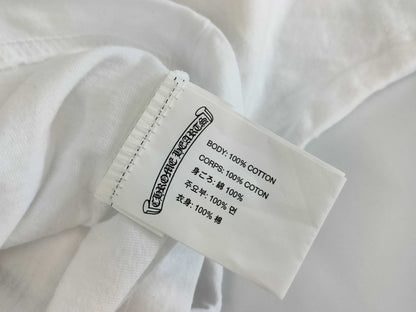 CHROME HEARTS
BODY: 100% COTTON
CORPS: 100% COTON
身ごろ: 綿 100%
주요부: 100% 면
衣身: 100% 棉